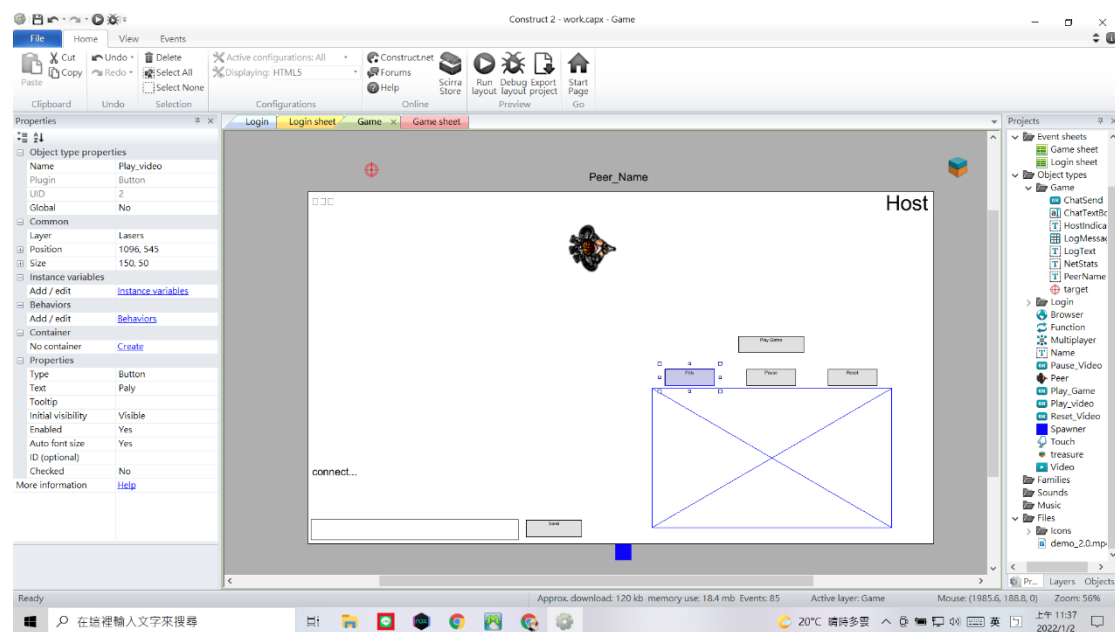 Construct 2 - work.capx - Game
File Home View Events
Paste
Cut
Copy
Clipboard
Undo
Redo
Undo
Delete
Select All
Select None
Selection
Active configurations: All
Displaying: HTML5
Configurations
Construct.net
Forums
Help
Scirra Store
Online
Run layout
Debug layout
Export project
Preview
Start Page
Go
Properties
Login
Login sheet
Game
Game sheet
Projects
Object type properties
Name Play_video
Plugin Button
UID 2
Global No
Common
Layer Lasers
Position 1096, 545
Size 150, 50
Instance variables
Add / edit Instance variables
Behaviors
Add / edit Behaviors
Container
No container Create
Properties
Type Button
Text Paly
Tooltip
Initial visibility Visible
Enabled Yes
Auto font size Yes
ID (optional)
Checked No
More information Help
Peer_Name
Host
Play Game
Paly
Pause
Reset
connect...
Send
Event sheets
Game sheet
Login sheet
Object types
Game
ChatSend
ChatTextBo
HostIndica
LogMessag
LogText
NetStats
PeerName
target
Login
Browser
Function
Multiplayer
Name
Pause_Video
Peer
Play_Game
Play_video
Reset_Video
Spawner
Touch
treasure
Video
Families
Sounds
Music
Files
Icons
demo_2.0.mp
Pr... Layers Objects
Ready
Approx. download: 120 kb memory use: 18.4 mb Events: 85 Active layer: Game Mouse: (1985.6, 188.8, 0) Zoom: 56%
在這裡輸入文字來搜尋
20°C 晴時多雲
英
上午 11:37
2022/1/2